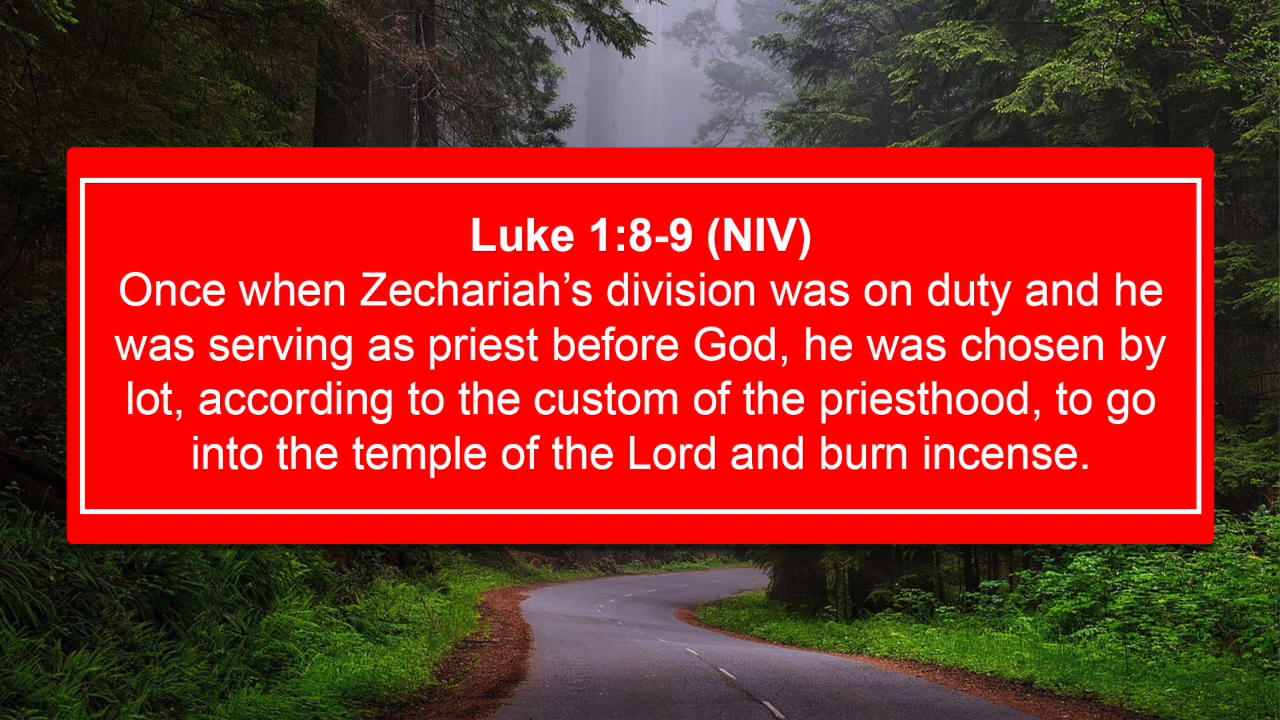 Luke 1:8-9 (NIV)
Once when Zechariah’s division was on duty and he
was serving as priest before God, he was chosen by
lot, according to the custom of the priesthood, to go
into the temple of the Lord and burn incense.